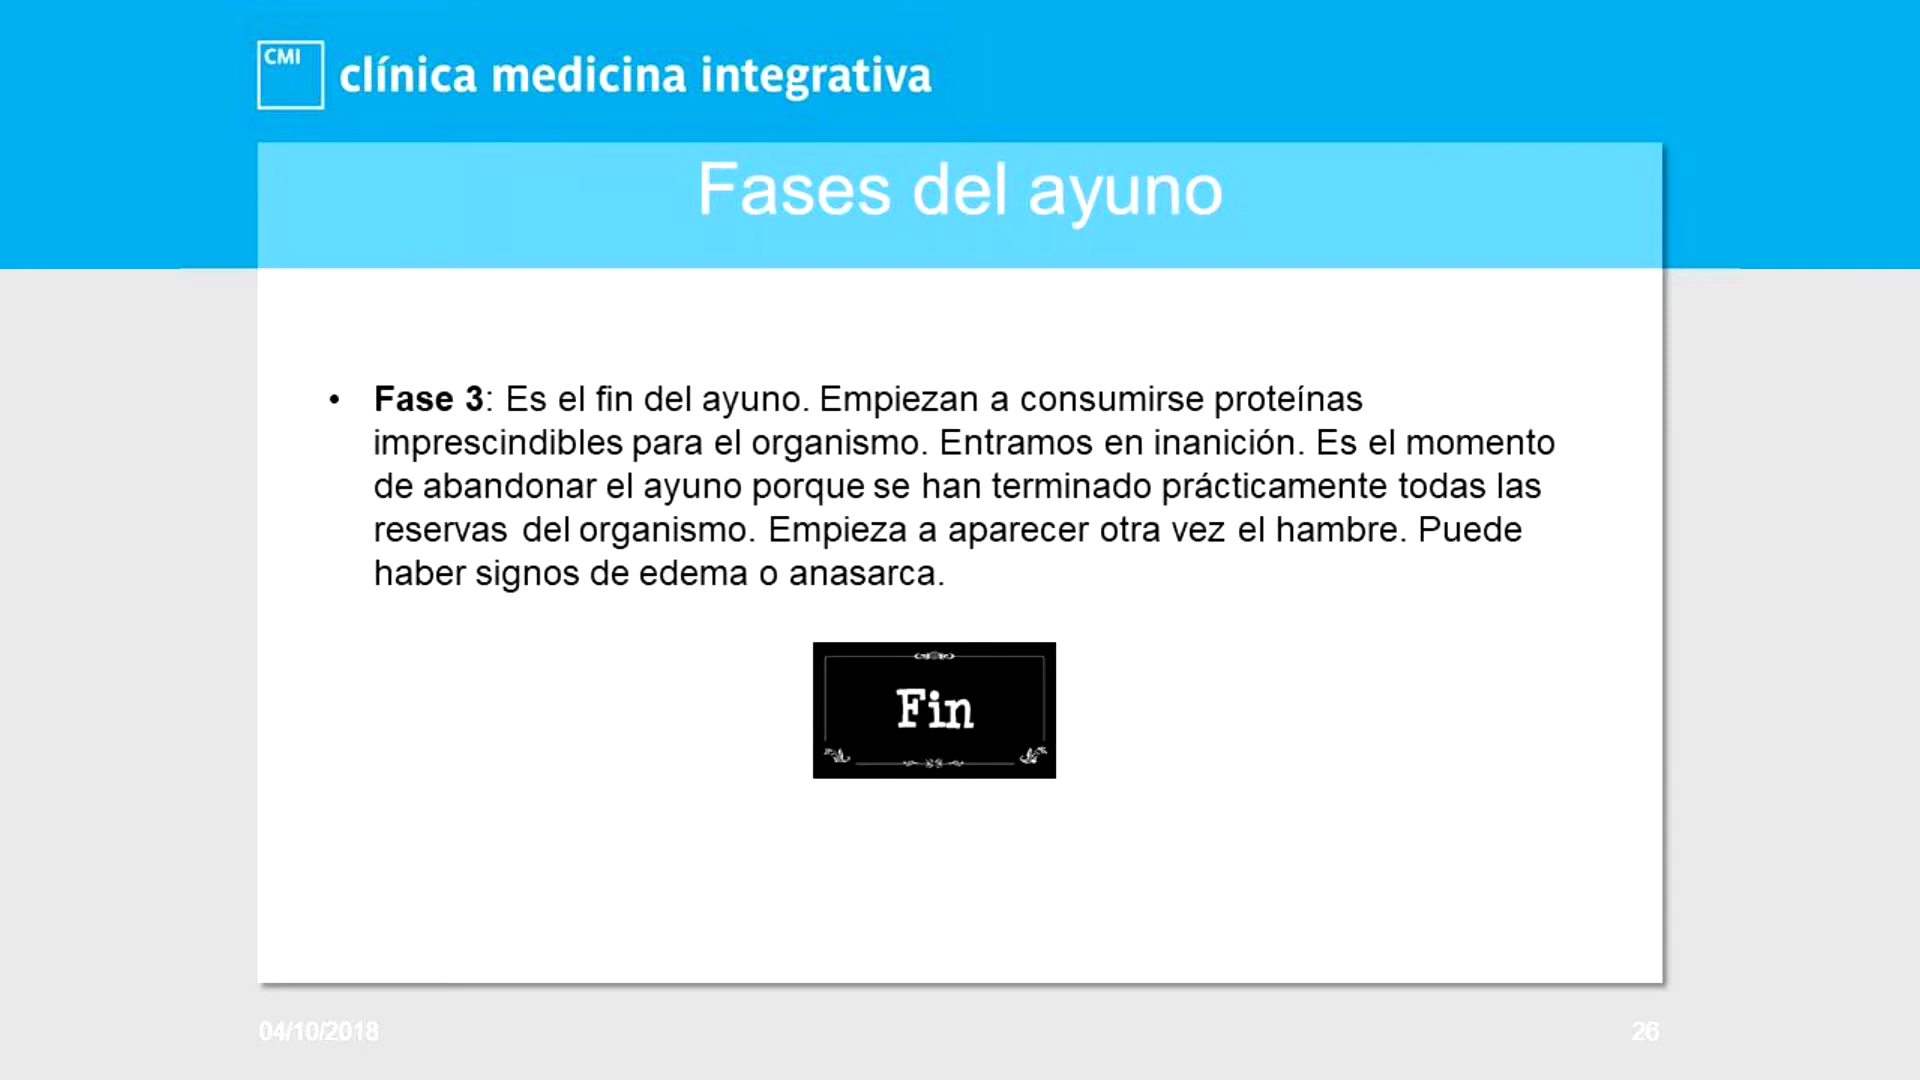 CMI
clínica medicina integrativa
Fases del ayuno
• Fase 3: Es el fin del ayuno. Empiezan a consumirse proteínas
imprescindibles para el organismo. Entramos en inanición. Es el momento
de abandonar el ayuno porque se han terminado prácticamente todas las
reservas del organismo. Empieza a aparecer otra vez el hambre. Puede
haber signos de edema o anasarca.
Fin
04/10/2018
26